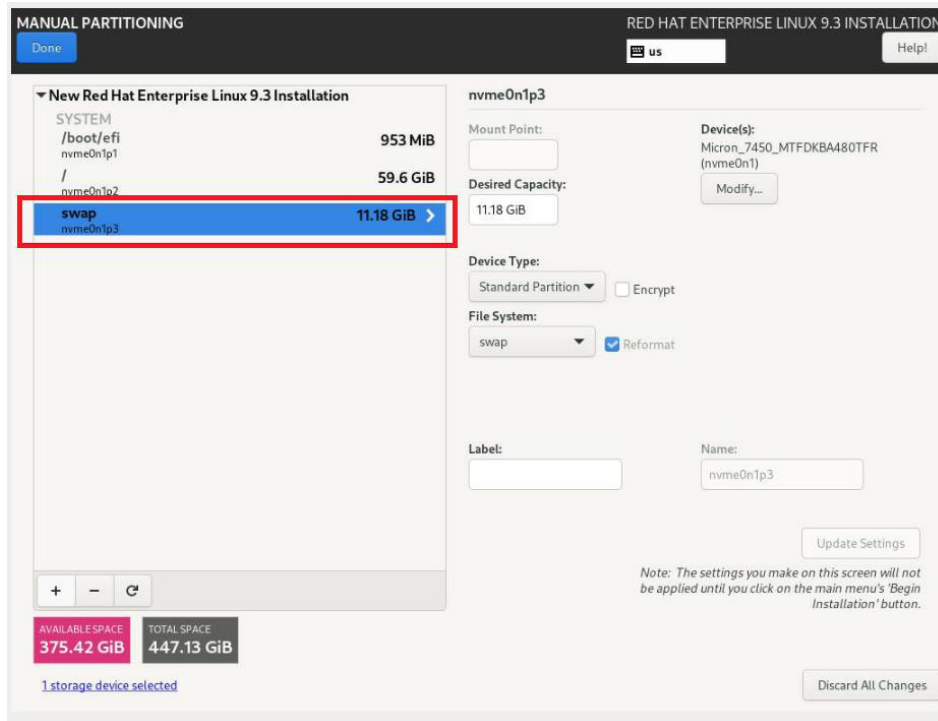 MANUAL PARTITIONING
RED HAT ENTERPRISE LINUX 9.3 INSTALLATION
Done
us
Help!
New Red Hat Enterprise Linux 9.3 Installation
SYSTEM
/boot/efi
953 MiB
nvme0n1p1
/
59.6 GiB
nvme0n1p2
swap
11.18 GiB
nvme0n1p3
nvme0n1p3
Mount Point:
Device(s):
Micron_7450_MTFDKBA480TFR
(nvme0n1)
Modify...
Desired Capacity:
11.18 GiB
Device Type:
Standard Partition
Encrypt
File System:
swap
Reformat
Label:
Name:
nvme0n1p3
Update Settings
Note: The settings you make on this screen will not
be applied until you click on the main menu's 'Begin
Installation' button.
+ −
AVAILABLE SPACE
375.42 GiB
TOTAL SPACE
447.13 GiB
1 storage device selected
Discard All Changes